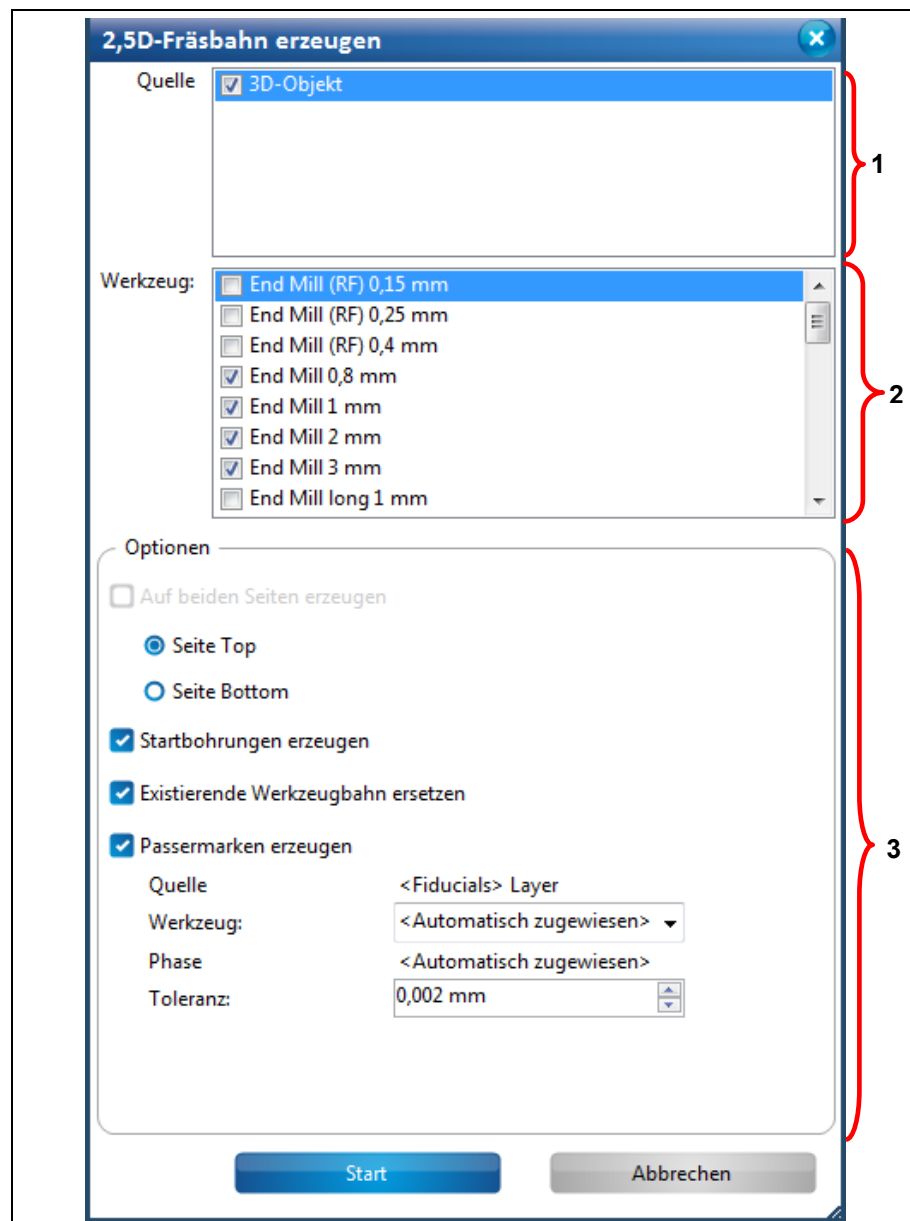 2,5D-Fräsbahn erzeugen
Quelle
3D-Objekt
1
Werkzeug:
End Mill (RF) 0,15 mm
End Mill (RF) 0,25 mm
End Mill (RF) 0,4 mm
End Mill 0,8 mm
End Mill 1 mm
End Mill 2 mm
End Mill 3 mm
End Mill long 1 mm
2
Optionen
Auf beiden Seiten erzeugen
Seite Top
Seite Bottom
Startbohrungen erzeugen
Existierende Werkzeugbahn ersetzen
Passermarken erzeugen
Quelle <Fiducials> Layer
Werkzeug: <Automatisch zugewiesen>
Phase <Automatisch zugewiesen>
Toleranz: 0,002 mm
3
Start Abbrechen